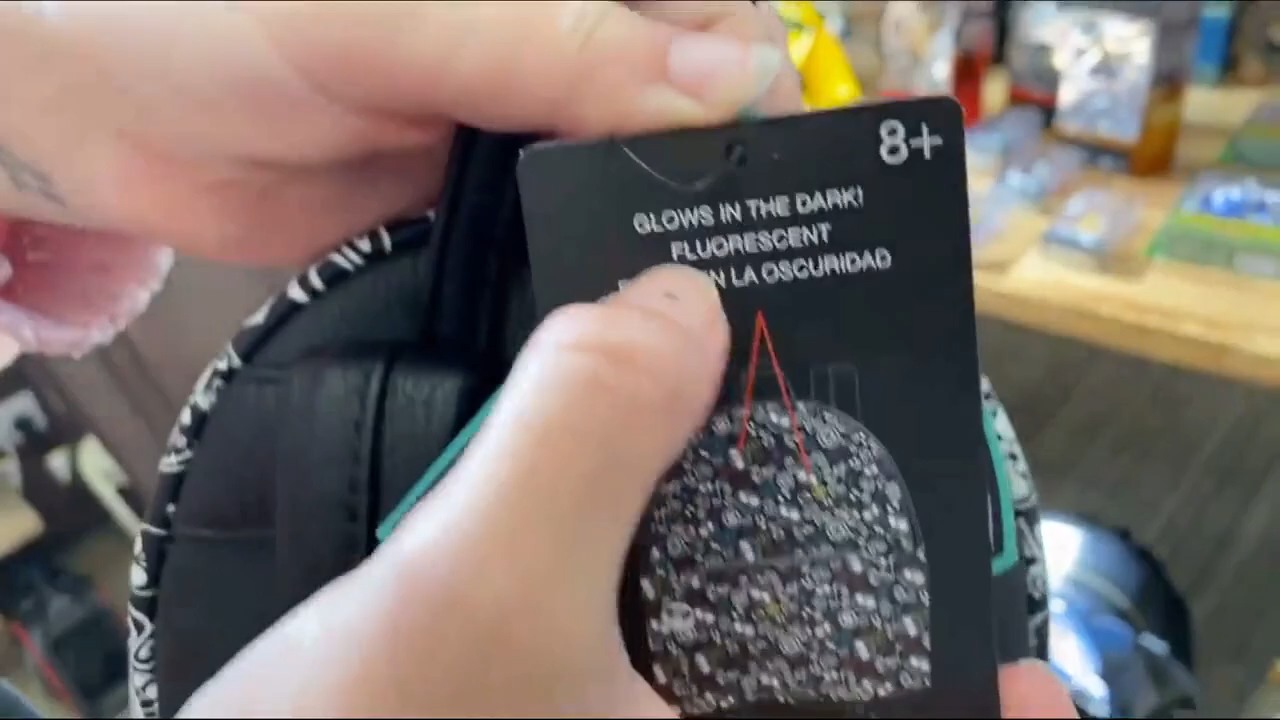 8+
GLOWS IN THE DARK!
FLUORESCENT
LA OSCURIDAD